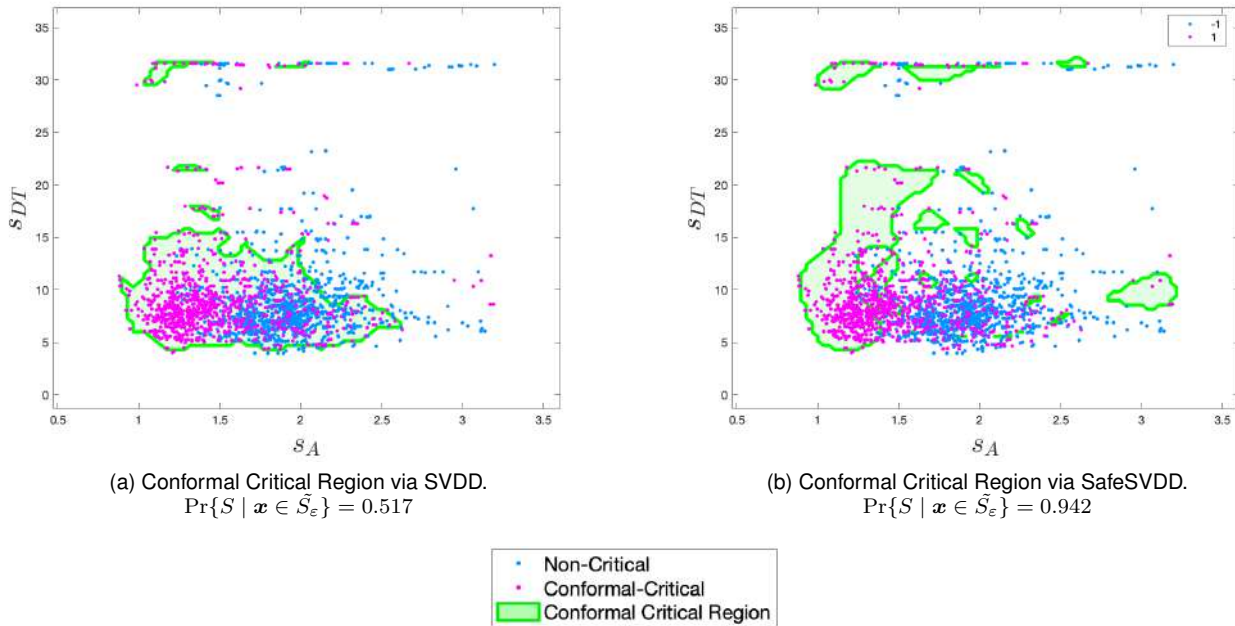 35
30
25
20
15
10
5
0
s_{DT}
0.5 1 1.5 2 2.5 3 3.5
s_A
(a) Conformal Critical Region via SVDD.
Pr{S | x ∈ S̃_ε} = 0.517
-1
1
35
30
25
20
15
10
5
0
s_{DT}
0.5 1 1.5 2 2.5 3 3.5
s_A
(b) Conformal Critical Region via SafeSVDD.
Pr{S | x ∈ S̃_ε} = 0.942
Non-Critical
Conformal-Critical
Conformal Critical Region